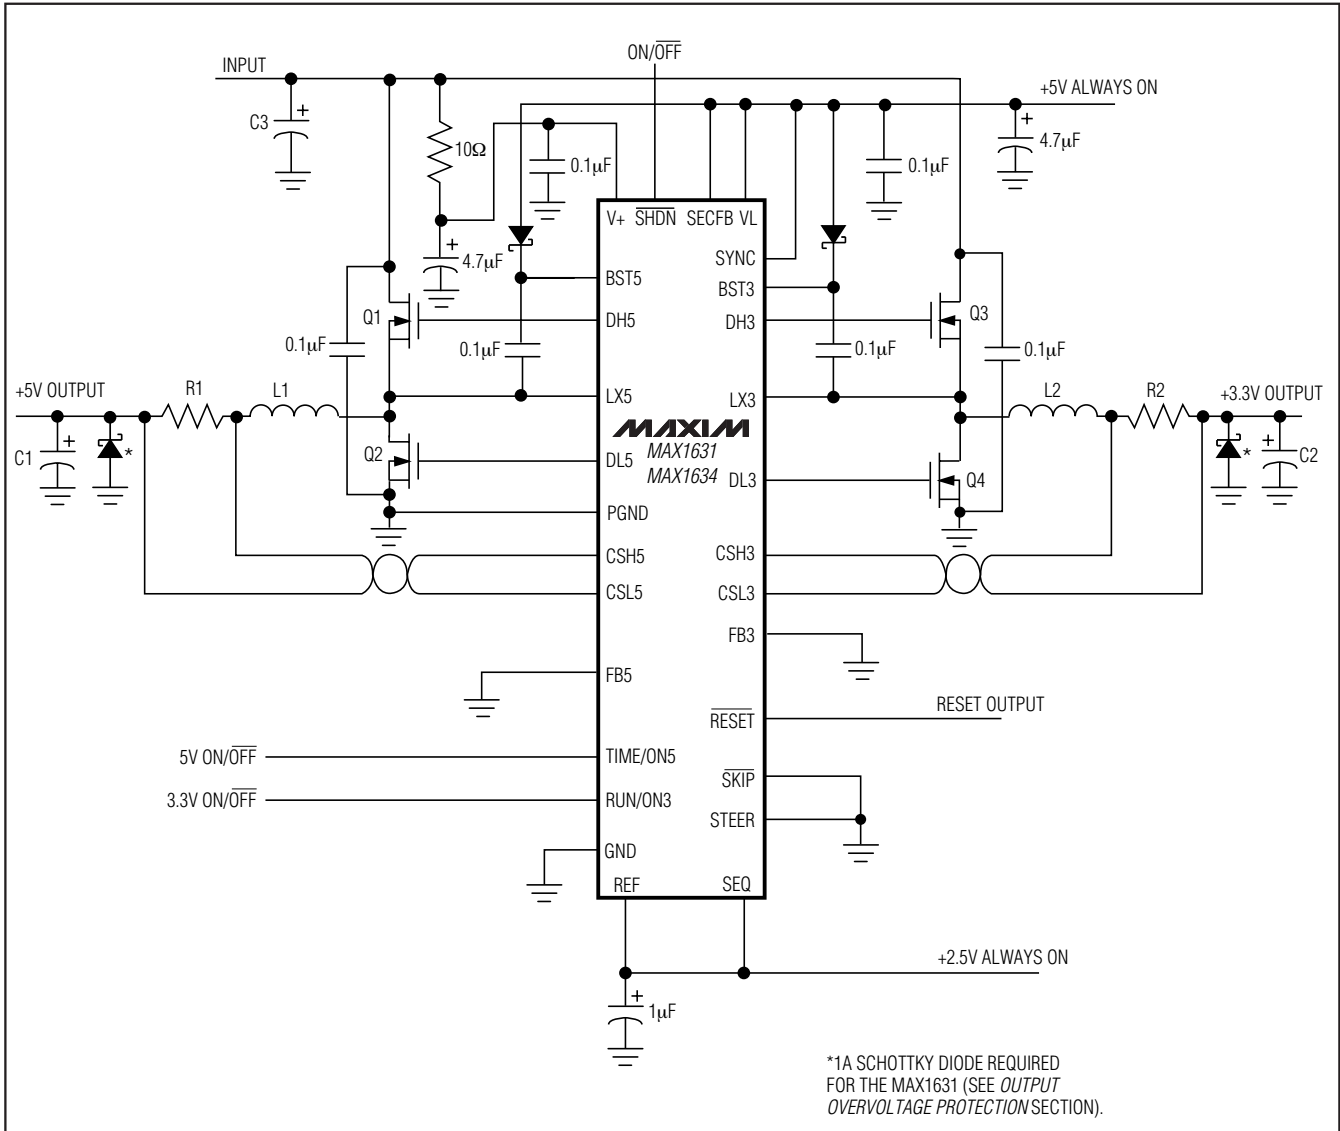 ON/OFF
INPUT
+5V ALWAYS ON
C3
+
10Ω
0.1µF
0.1µF
+
4.7µF
V+
SHDN
SECFB
VL
+
4.7µF
SYNC
BST5
BST3
Q1
DH5
DH3
Q3
0.1µF
0.1µF
0.1µF
0.1µF
+5V OUTPUT
R1
L1
LX5
LX3
L2
R2
+3.3V OUTPUT
MAXIM
MAX1631
MAX1634
C1
+
*
Q2
DL5
DL3
Q4
*
+
C2
PGND
CSH5
CSH3
CSL5
CSL3
FB3
FB5
RESET
RESET OUTPUT
5V ON/OFF
TIME/ON5
SKIP
3.3V ON/OFF
RUN/ON3
STEER
GND
REF
SEQ
+2.5V ALWAYS ON
+
1µF
*1A SCHOTTKY DIODE REQUIRED
FOR THE MAX1631 (SEE OUTPUT
OVERVOLTAGE PROTECTION SECTION).